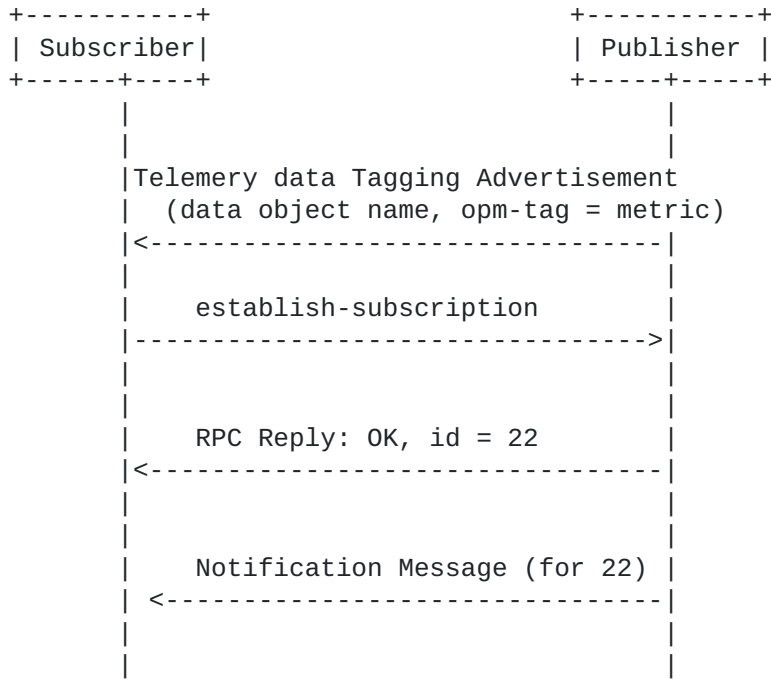 Subscriber Publisher
Telemery data Tagging Advertisement
(data object name, opm-tag = metric)
establish-subscription
RPC Reply: OK, id = 22
Notification Message (for 22)